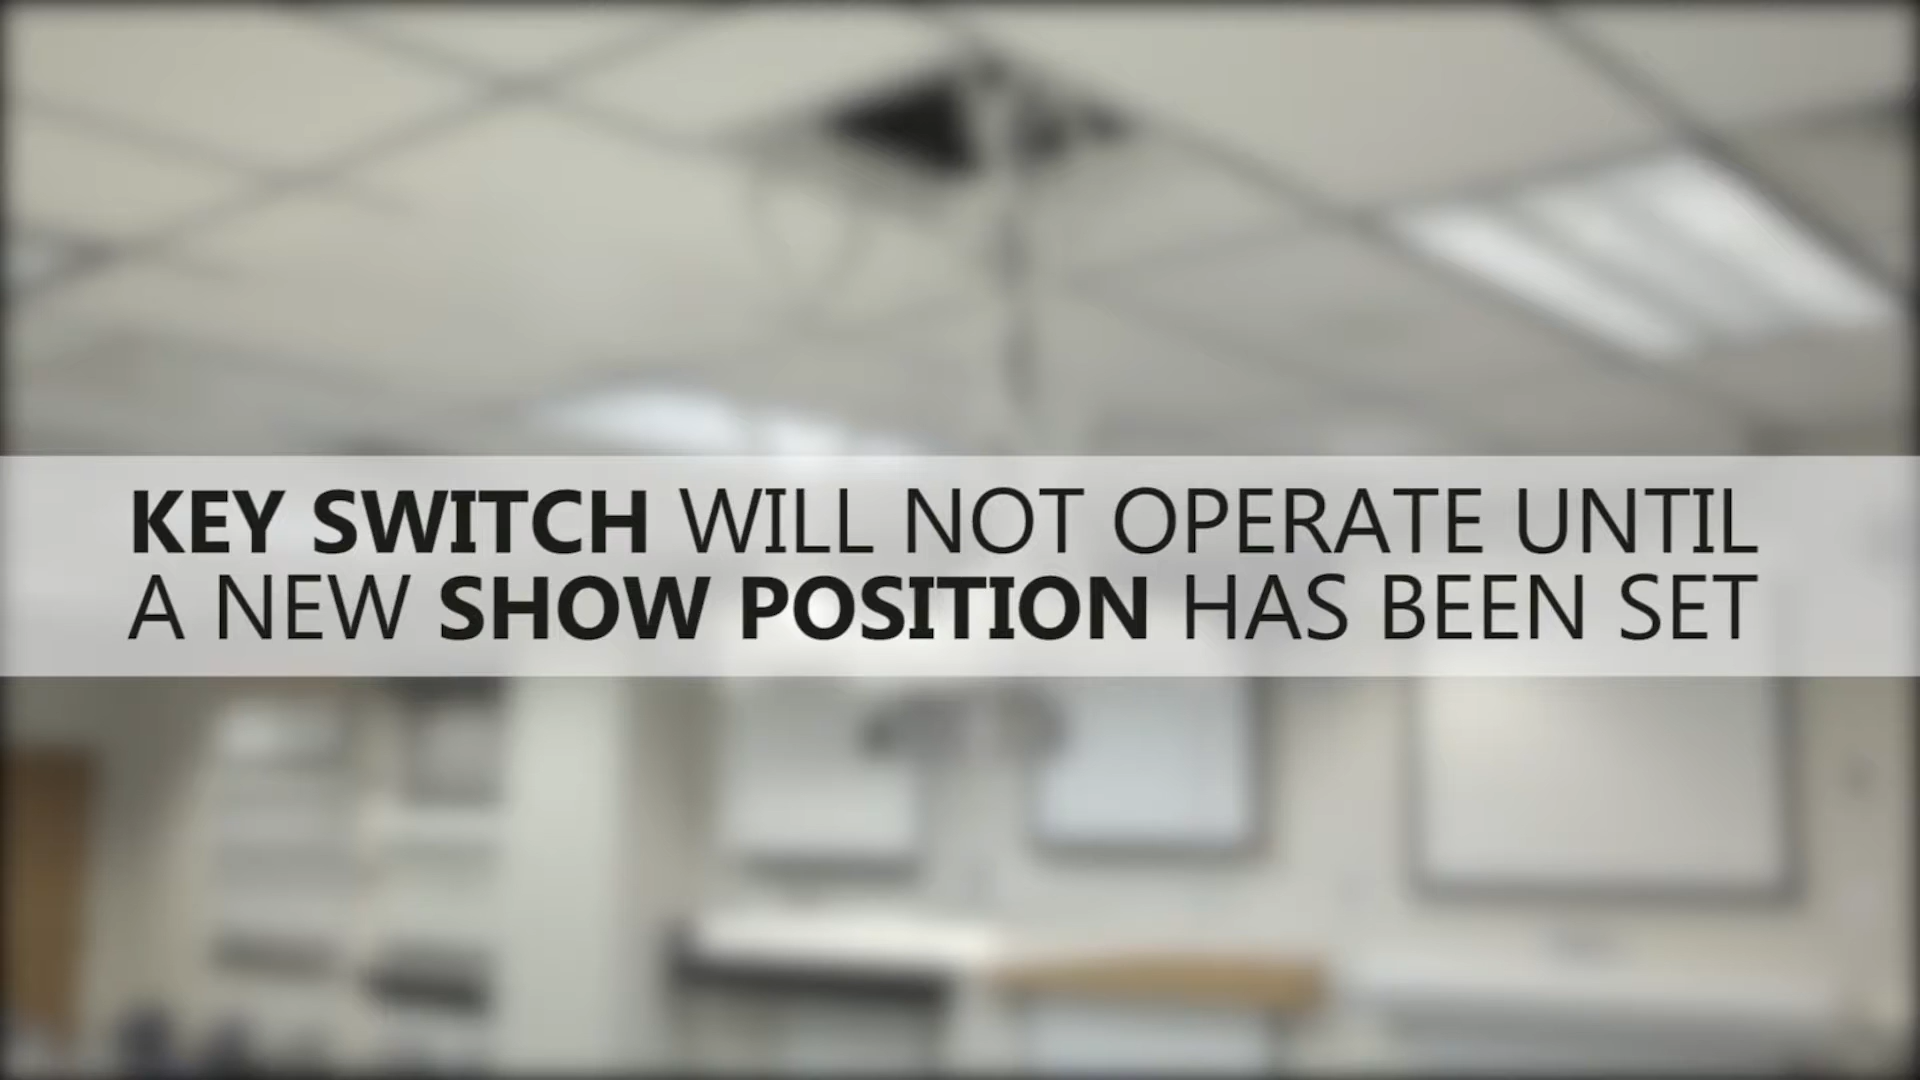 KEY SWITCH WILL NOT OPERATE UNTIL
A NEW SHOW POSITION HAS BEEN SET